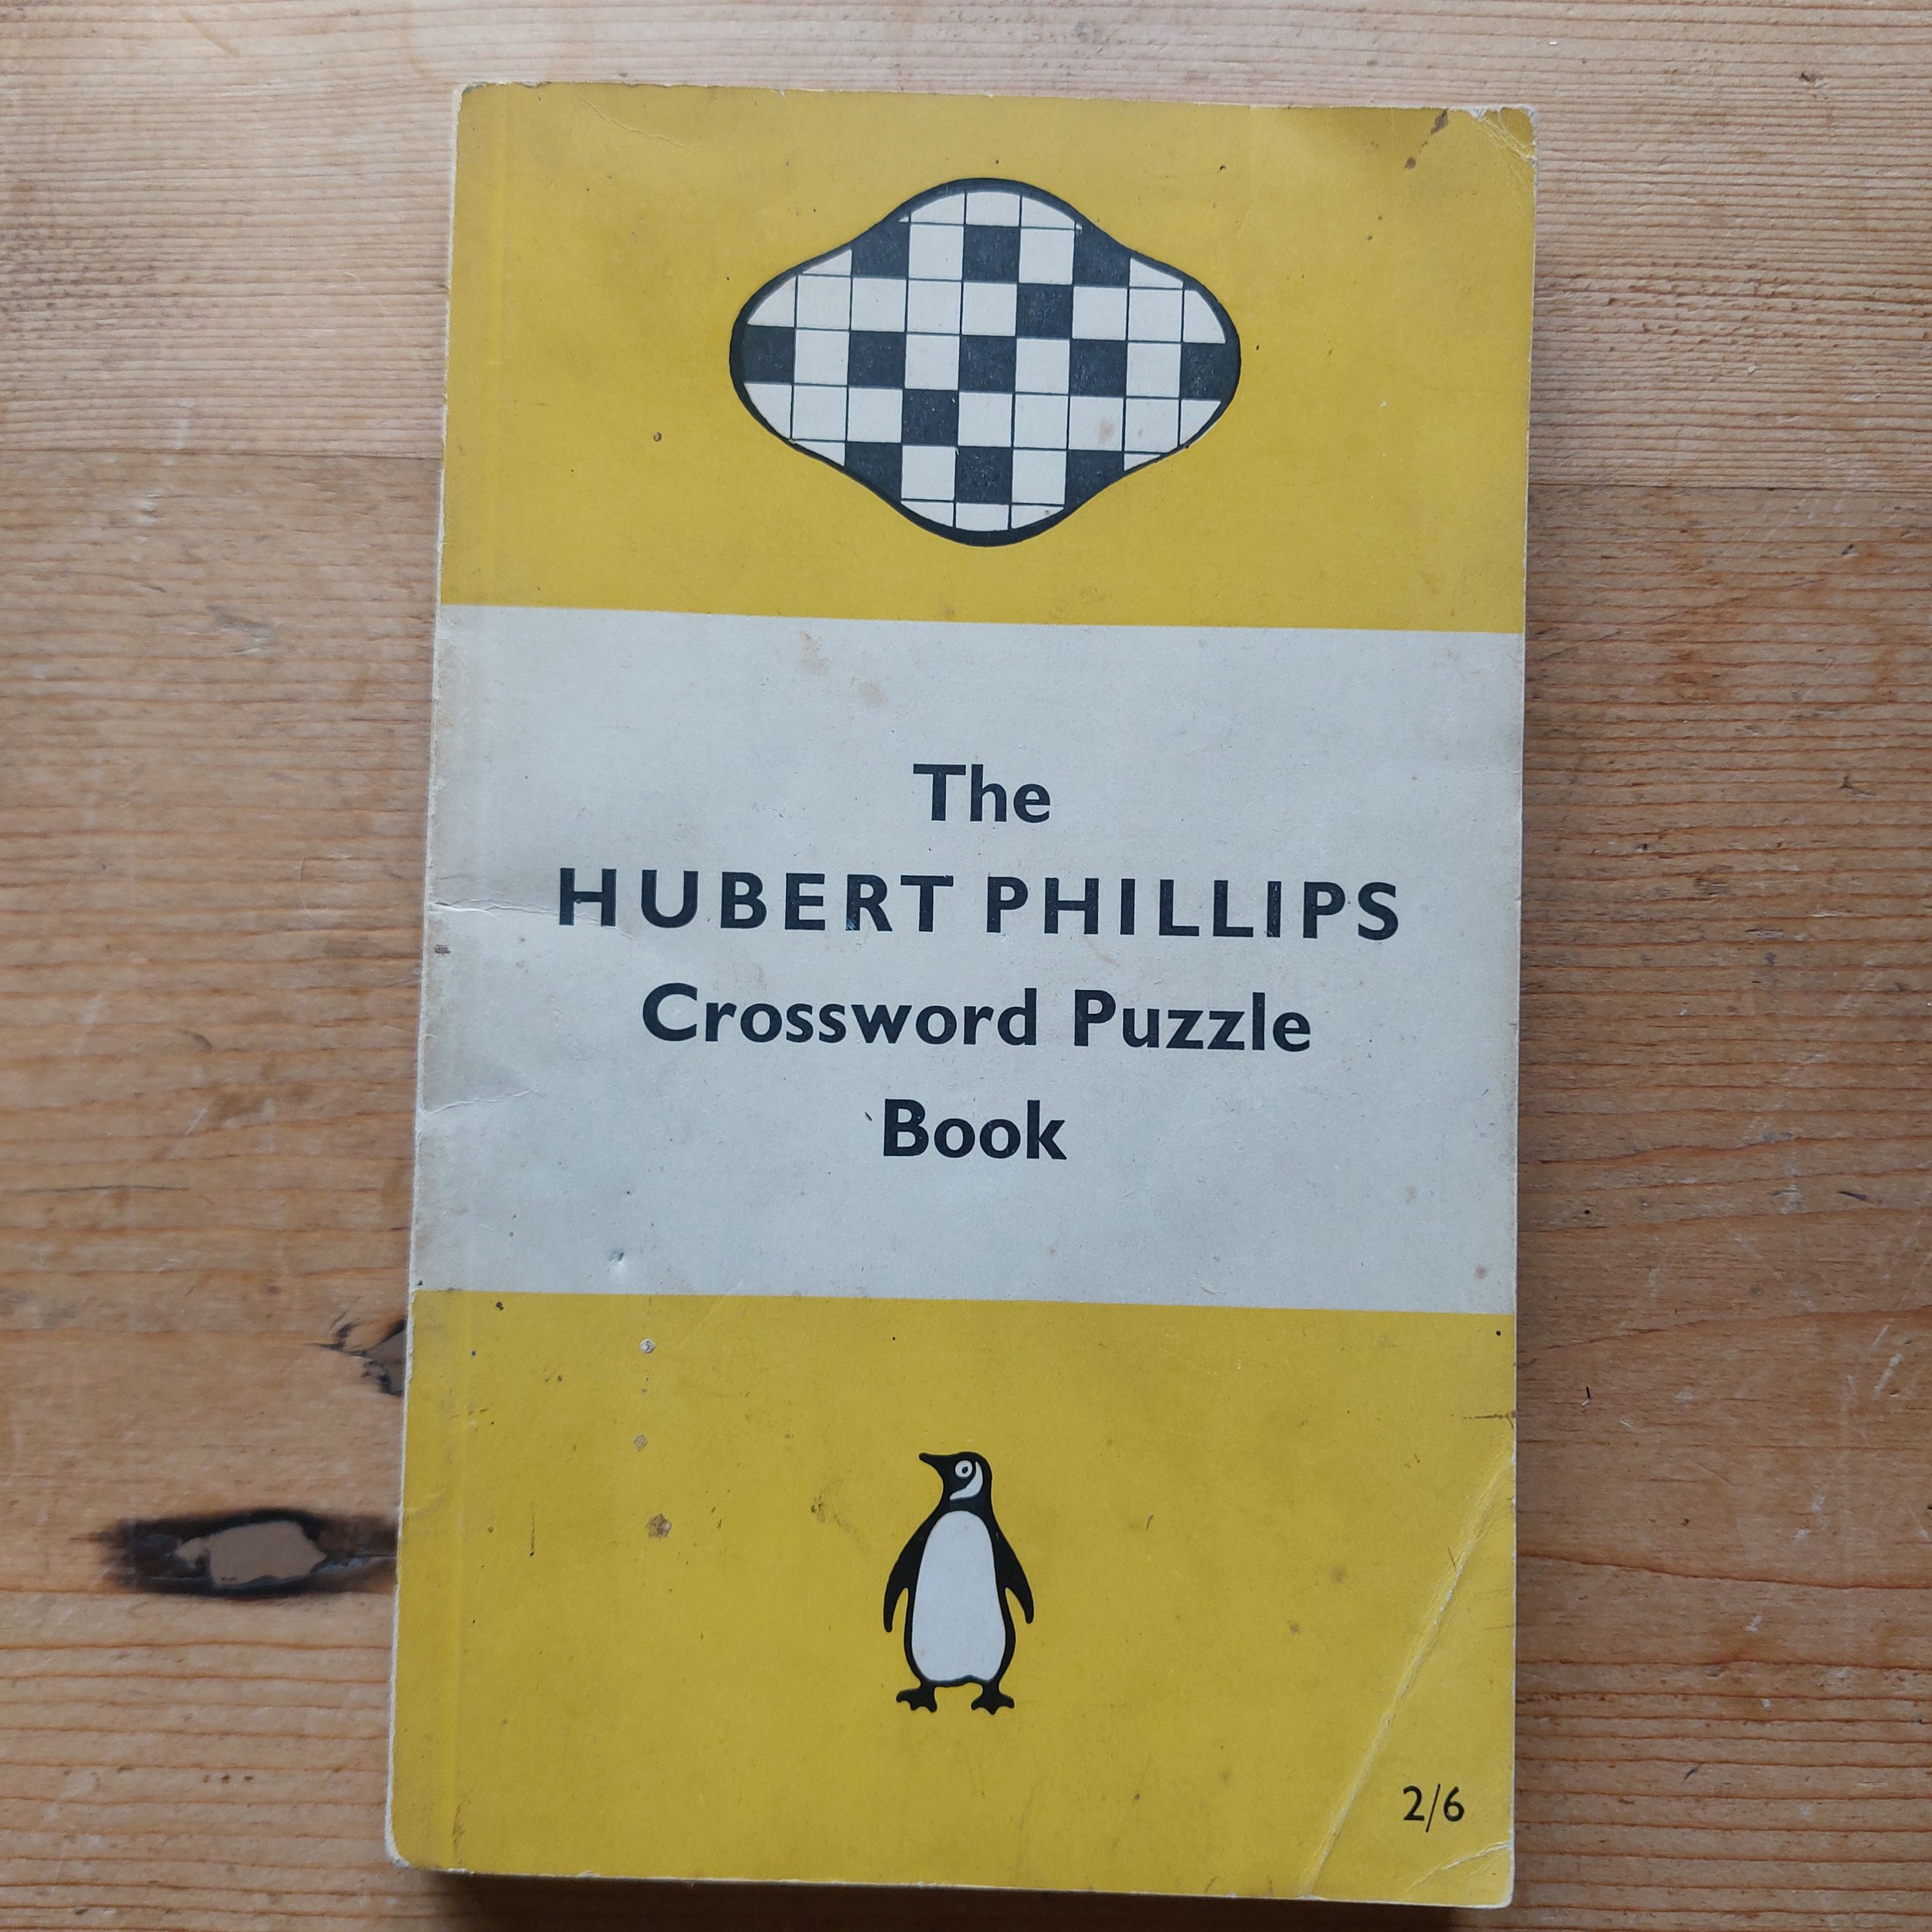 The
HUBERT PHILLIPS
Crossword Puzzle
Book
2/6